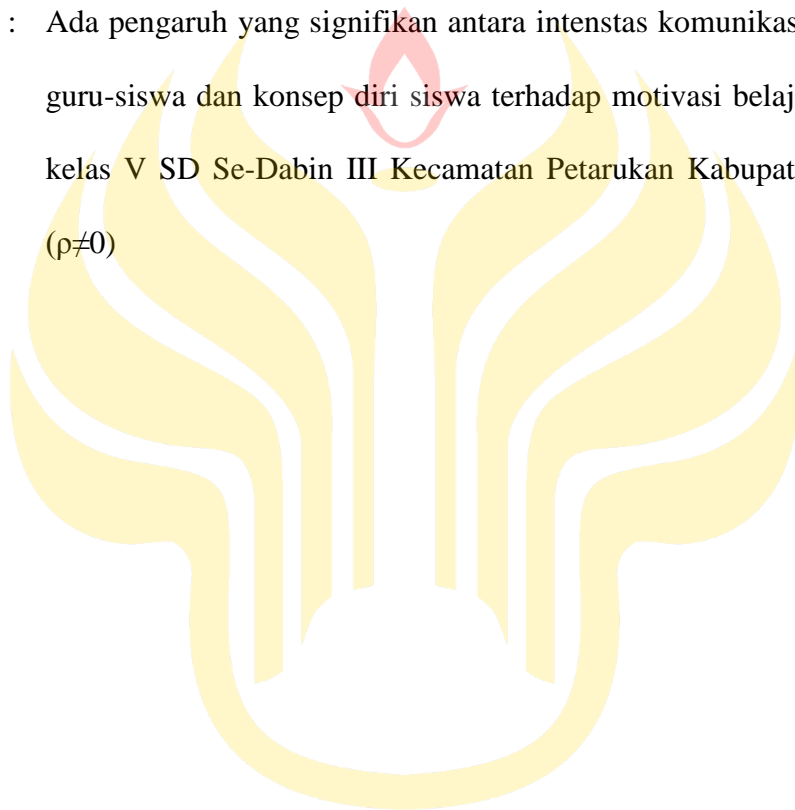 : Ada pengaruh yang signifikan antara intenstas komunikas
guru-siswa dan konsep diri siswa terhadap motivasi belaj
kelas V SD Se-Dabin III Kecamatan Petarukan Kabupat
(ρ≠0)